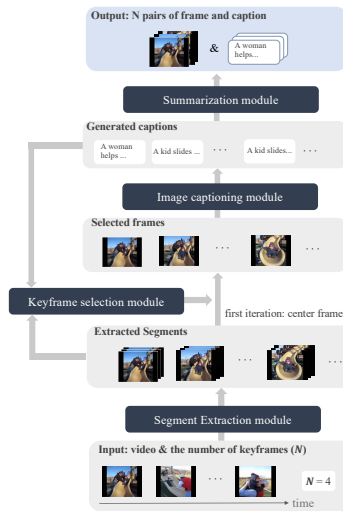 Output: N pairs of frame and caption
&
A woman
helps...
Summarization module
Generated captions
A woman
helps ...
A kid slides ...
· · ·
A kid slides...
· · ·
Image captioning module
Selected frames
· · ·
· · ·
Keyframe selection module
first iteration: center frame
Extracted Segments
· · ·
· · ·
Segment Extraction module
Input: video & the number of keyframes (N)
· · ·
N = 4
time